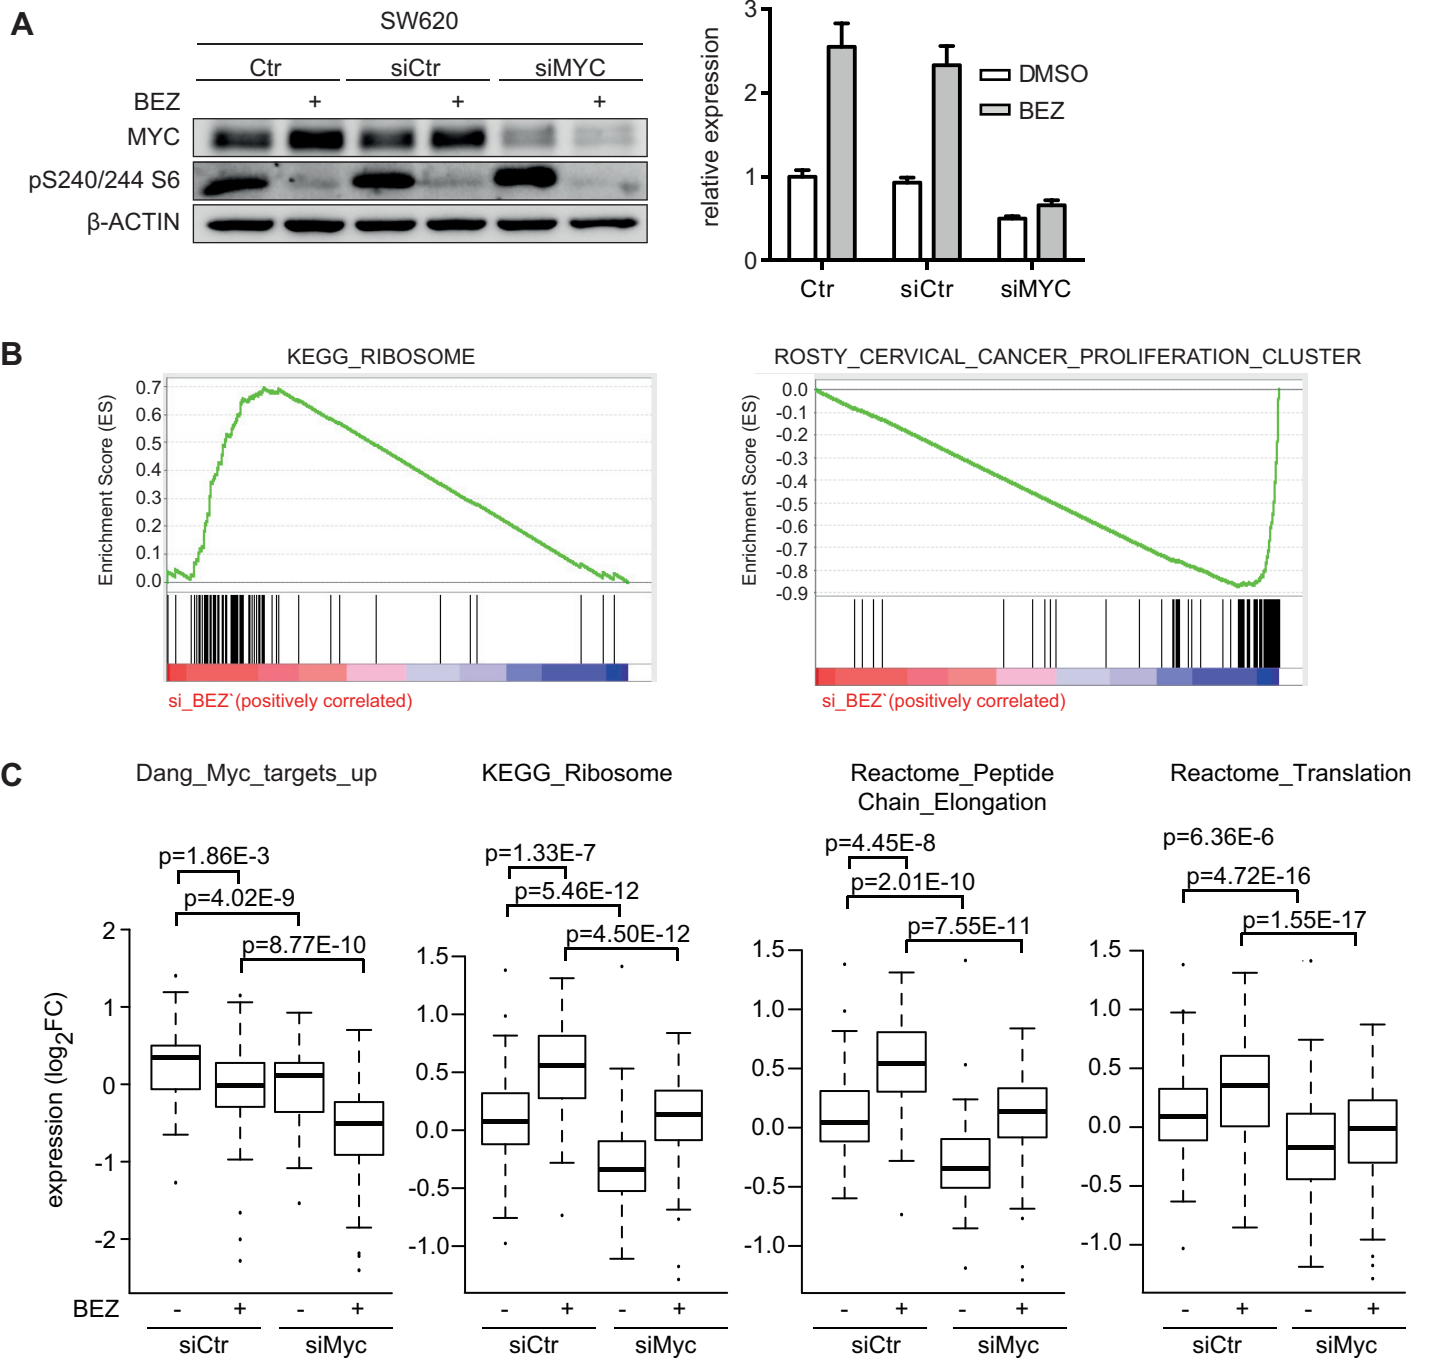 A
SW620
Ctr siCtr siMYC
BEZ + + +
MYC
pS240/244 S6
β-ACTIN
relative expression
3
2
1
0
DMSO
BEZ
Ctr siCtr siMYC
B
KEGG_RIBOSOME
Enrichment Score (ES)
0.7
0.6
0.5
0.4
0.3
0.2
0.1
0.0
si_BEZ`(positively correlated)
ROSTY_CERVICAL_CANCER_PROLIFERATION_CLUSTER
Enrichment Score (ES)
0.0
-0.1
-0.2
-0.3
-0.4
-0.5
-0.6
-0.7
-0.8
-0.9
si_BEZ`(positively correlated)
C
Dang_Myc_targets_up
p=1.86E-3
p=4.02E-9
p=8.77E-10
expression (log2FC)
2
1
0
-1
-2
BEZ - + - +
siCtr siMyc
KEGG_Ribosome
p=1.33E-7
p=5.46E-12
p=4.50E-12
1.5
1.0
0.5
0.0
-0.5
-1.0
- + - +
siCtr siMyc
Reactome_Peptide
Chain_Elongation
p=4.45E-8
p=2.01E-10
p=7.55E-11
1.5
1.0
0.5
0.0
-0.5
-1.0
- + - +
siCtr siMyc
Reactome_Translation
p=6.36E-6
p=4.72E-16
p=1.55E-17
1.5
1.0
0.5
0.0
-0.5
-1.0
- + - +
siCtr siMyc